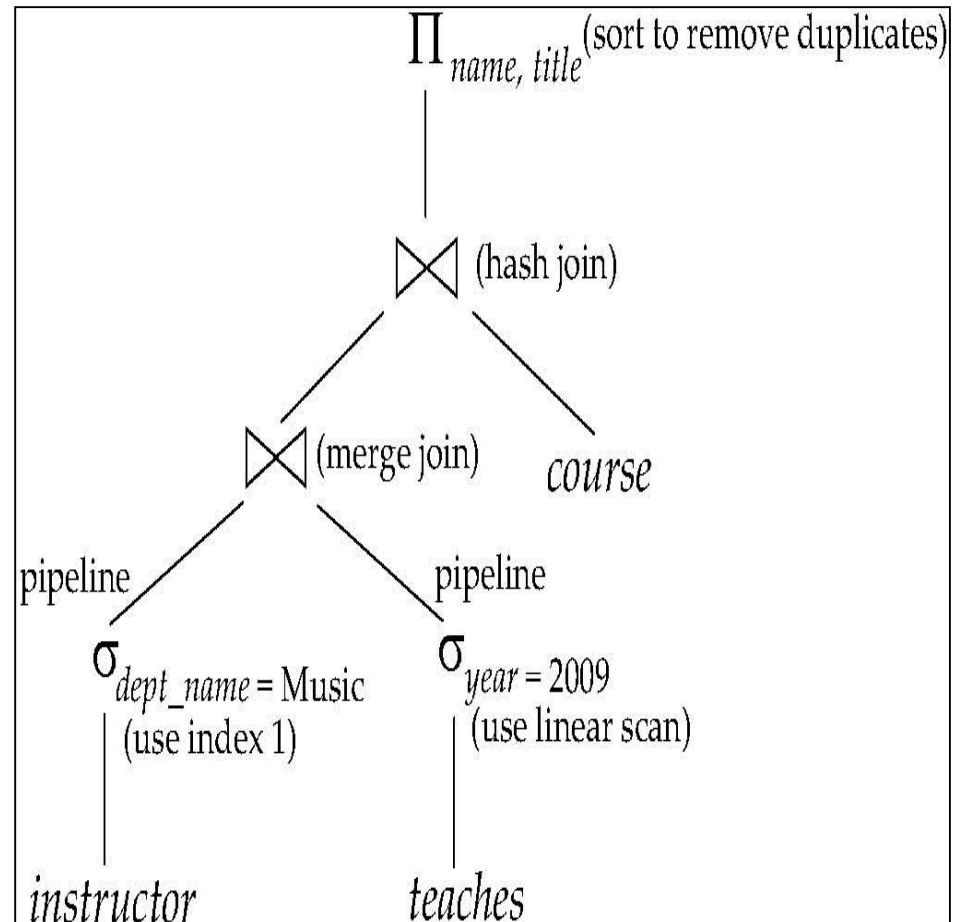 Π name, title (sort to remove duplicates)
(hash join)
(merge join)
course
pipeline
pipeline
σ dept_name = Music
(use index 1)
σ year = 2009
(use linear scan)
instructor
teaches